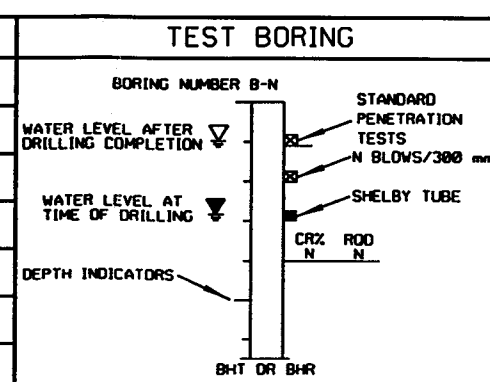 TEST BORING
BORING NUMBER B-N
STANDARD
PENETRATION
TESTS
WATER LEVEL AFTER
DRILLING COMPLETION
N BLOWS/300 mm
WATER LEVEL AT
TIME OF DRILLING
SHELBY TUBE
CR% RQD
N N
DEPTH INDICATORS
BHT OR BHR